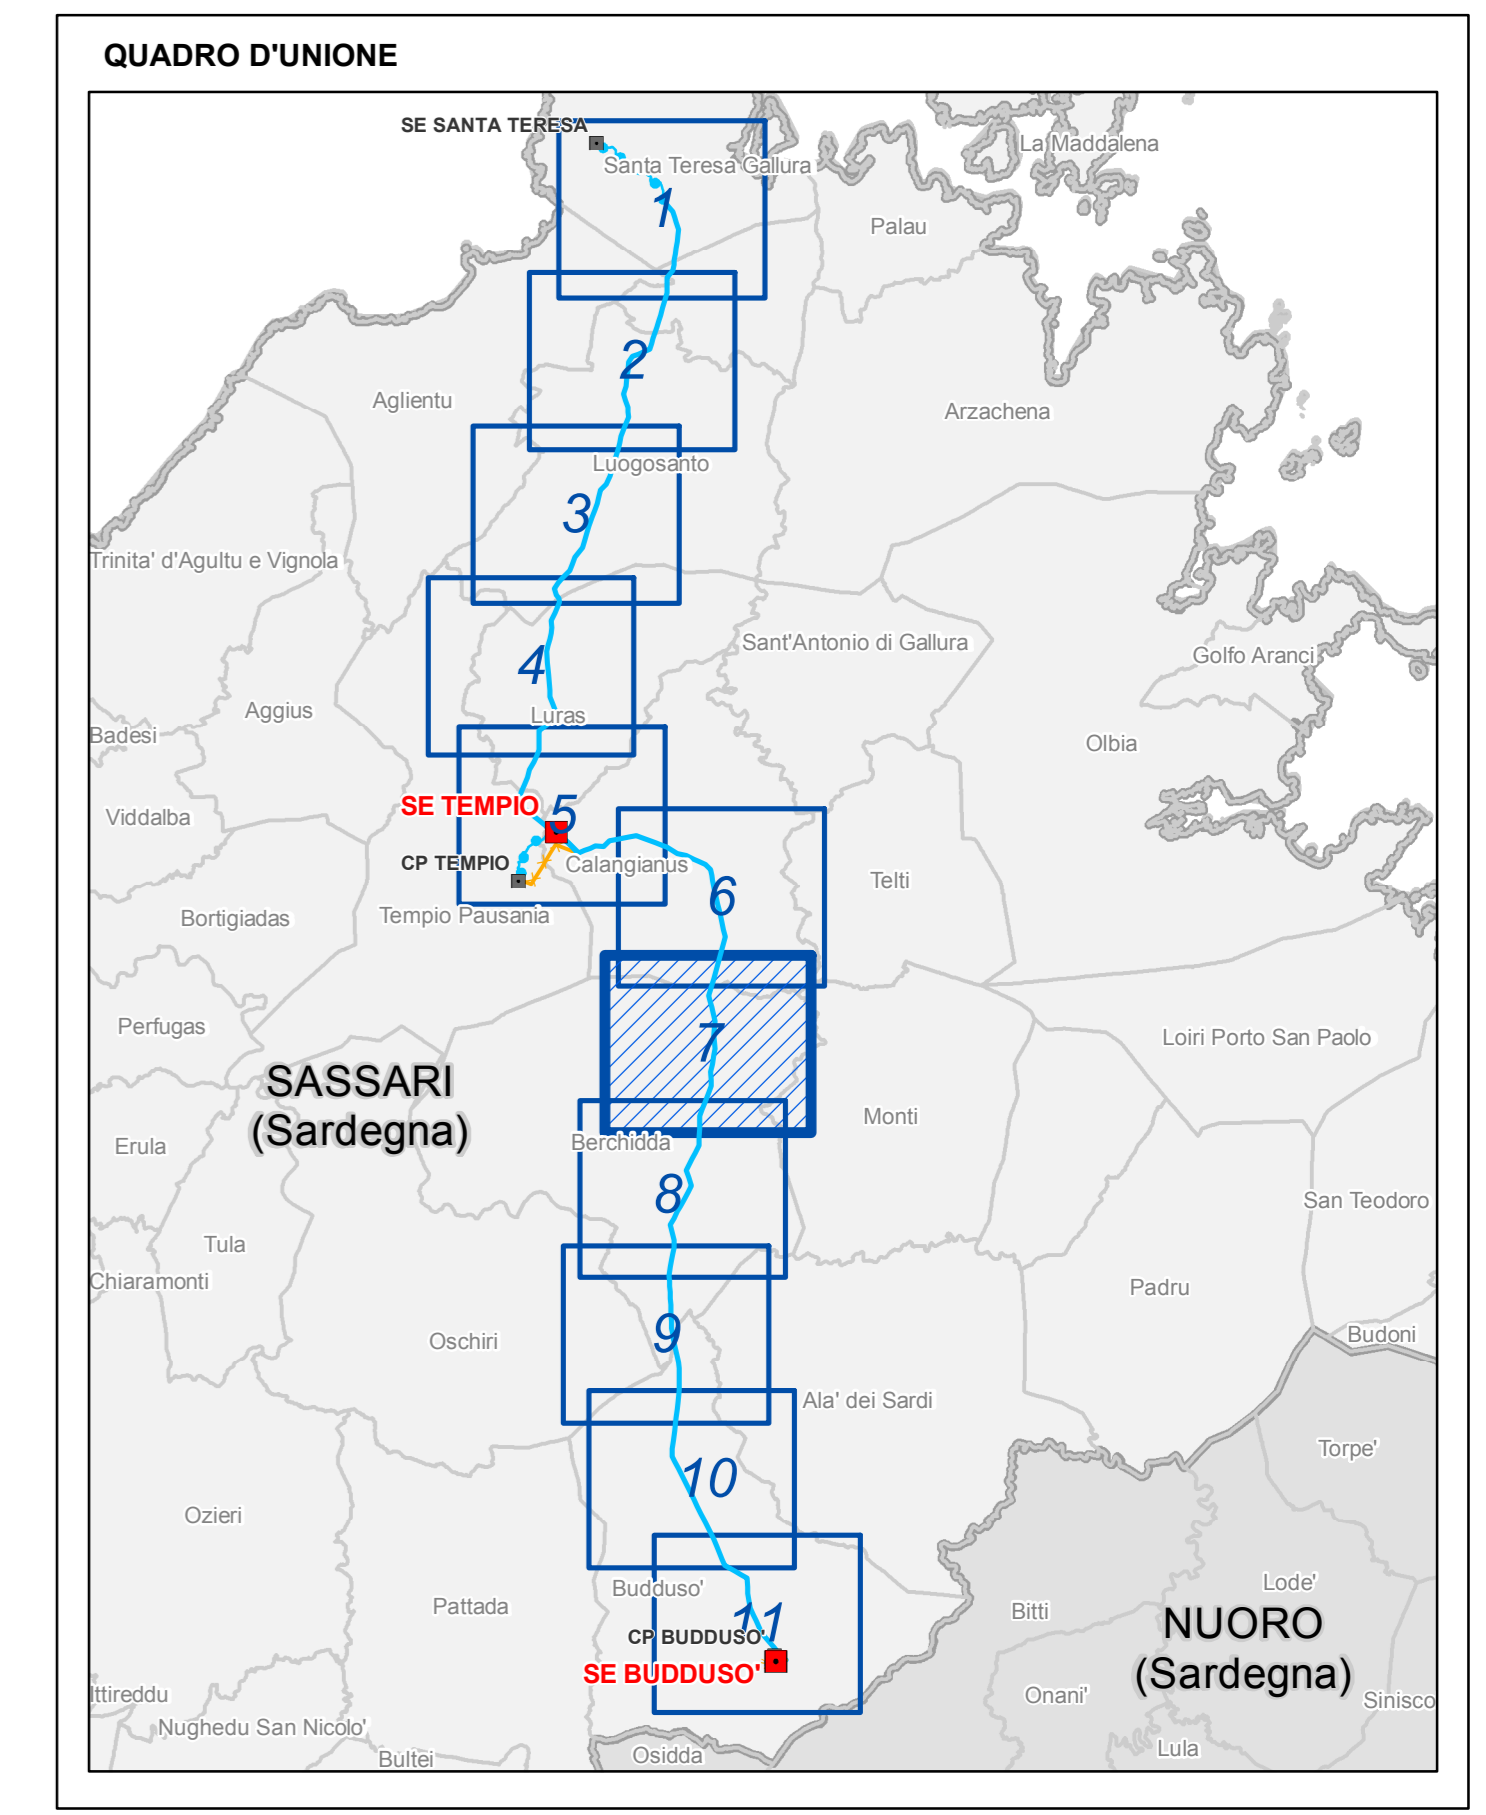 QUADRO D'UNIONE
SE SANTA TERESA
La Maddalena
Santa Teresa Gallura
1
Palau
2
Aglientu
Arzachena
Luogosanto
3
Trinita' d'Agultu e Vignola
Sant'Antonio di Gallura
Golfo Aranci
4
Aggius
Luras
Badesi
Olbia
SE TEMPIO
5
Viddalba
CP TEMPIO
Calangianus
Telti
6
Tempio Pausania
Bortigiadas
Perfugas
Loiri Porto San Paolo
7
SASSARI
(Sardegna)
Monti
Erula
Berchidda
8
San Teodoro
Tula
Chiaramonti
Padru
9
Oschiri
Budoni
Ala' dei Sardi
Torpe'
10
Ozieri
Lode'
Budduso'
Pattada
Bitti
11
NUORO
(Sardegna)
CP BUDDUSO'
SE BUDDUSO'
Ittireddu
Onani'
Sinisco
Nughedu San Nicolo'
Lula
Osidda
Bultei